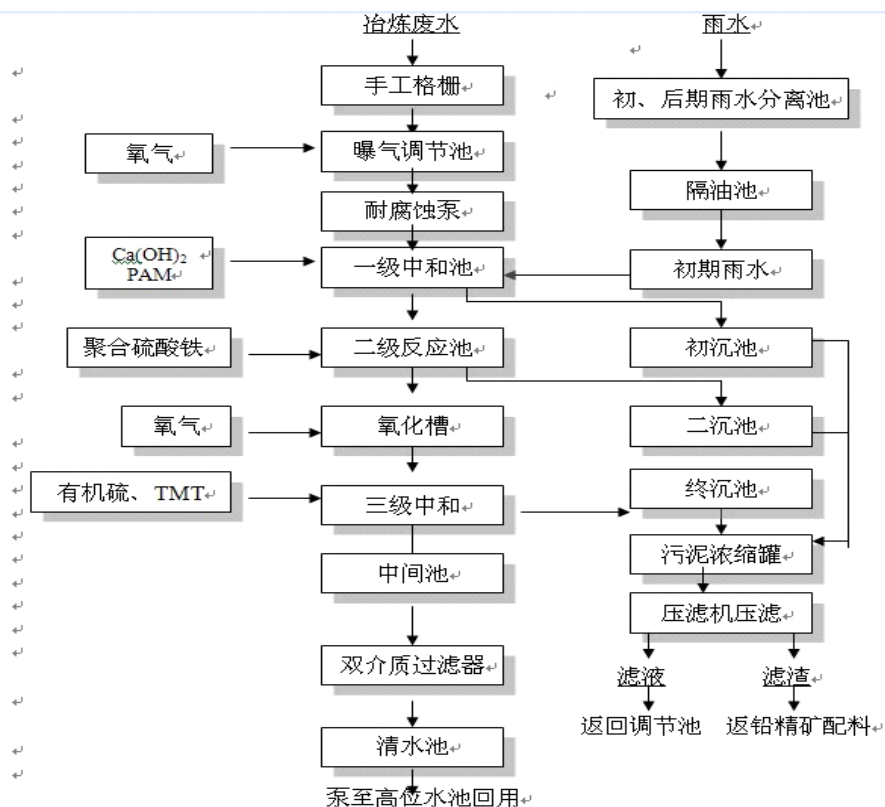 冶炼废水
雨水
手工格栅
初、后期雨水分离池
氧气
曝气调节池
隔油池
耐腐蚀泵
Ca(OH)₂
PAM
一级中和池
初期雨水
聚合硫酸铁
二级反应池
初沉池
氧气
氧化槽
二沉池
有机硫、TMT
三级中和
终沉池
中间池
污泥浓缩罐
压滤机压滤
双介质过滤器
滤液
滤渣
清水池
返回调节池
返铅精矿配料
泵至高位水池回用